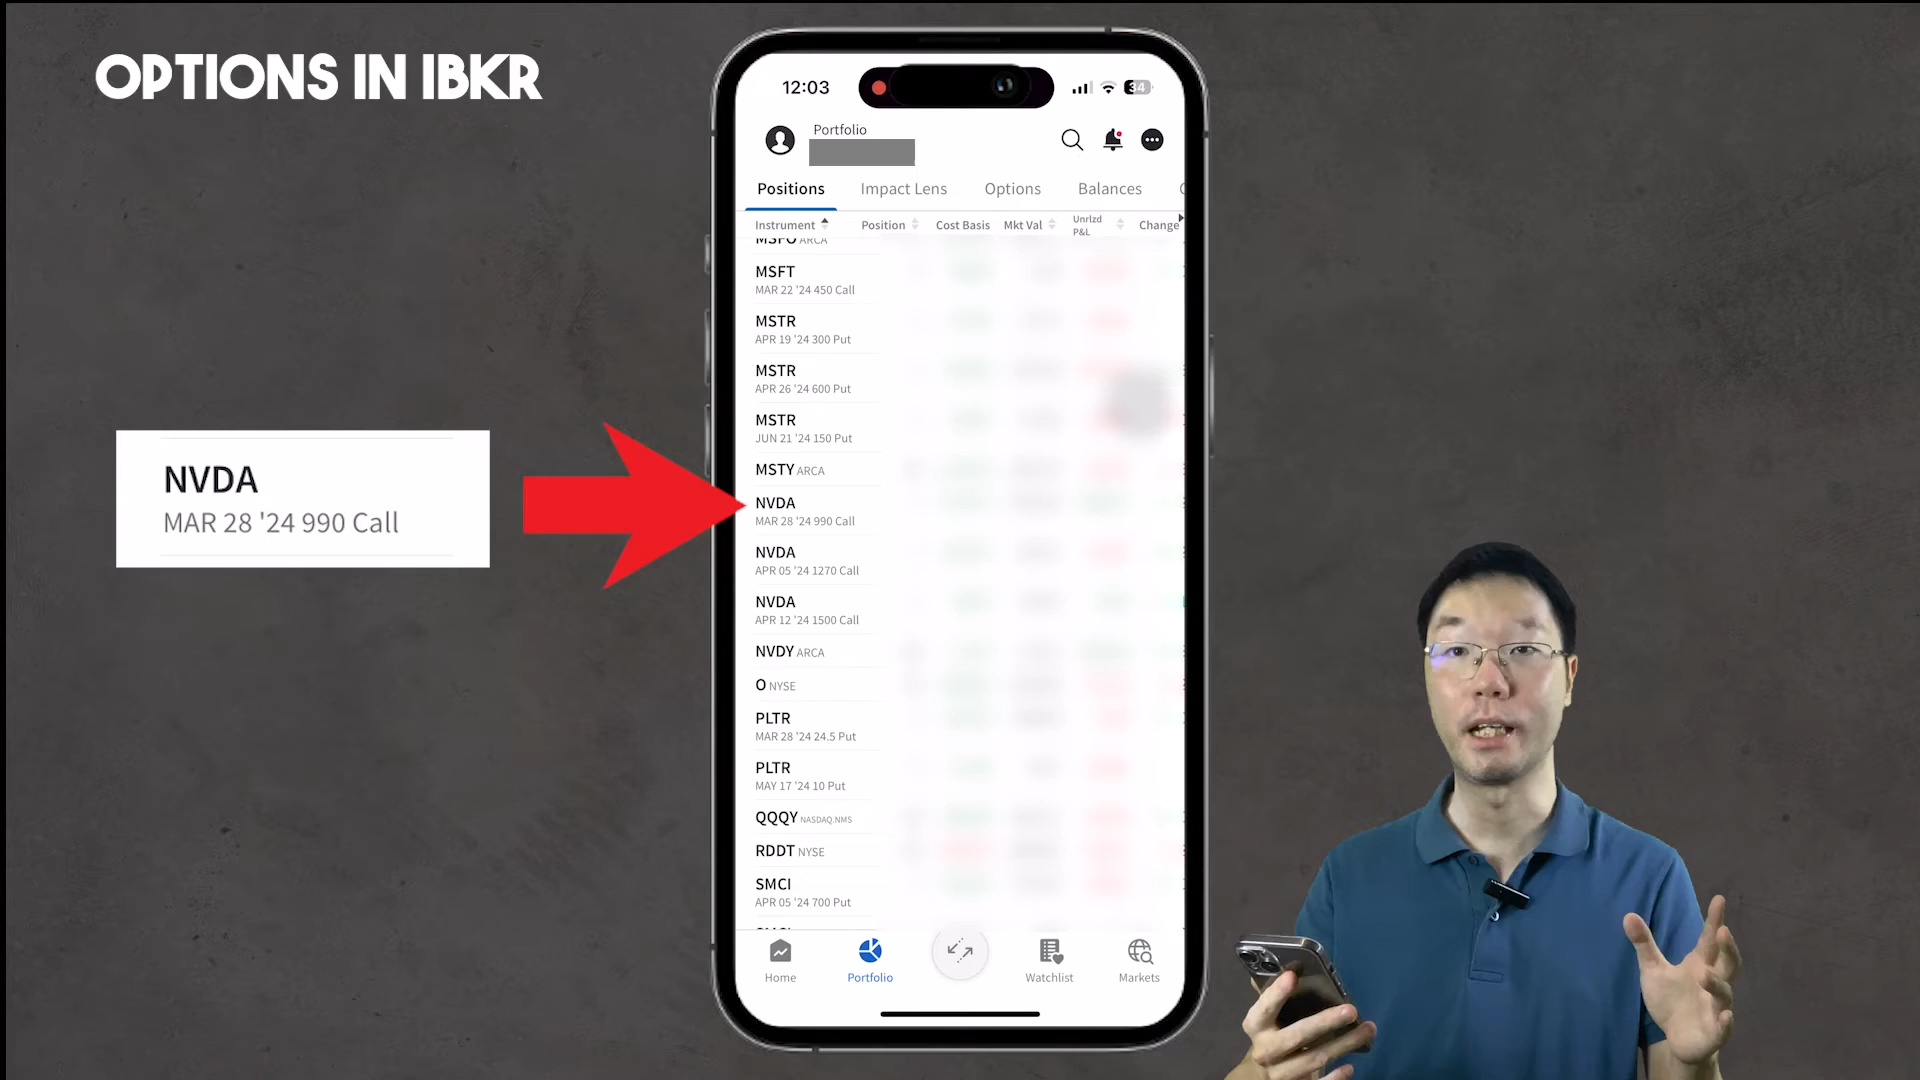 OPTIONS IN IBKR
NVDA
MAR 28 '24 990 Call
12:03
34
Portfolio
Positions Impact Lens Options Balances
Instrument Position Cost Basis Mkt Val Unrlzd P&L Change
MSFO ARCA
MSFT
MAR 22 '24 450 Call
MSTR
APR 19 '24 300 Put
MSTR
APR 26 '24 600 Put
MSTR
JUN 21 '24 150 Put
MSTY ARCA
NVDA
MAR 28 '24 990 Call
NVDA
APR 05 '24 1270 Call
NVDA
APR 12 '24 1500 Call
NVDY ARCA
O NYSE
PLTR
MAR 28 '24 24.5 Put
PLTR
MAY 17 '24 10 Put
QQQY NASDAQ.NMS
RDDT NYSE
SMCI
APR 05 '24 700 Put
Home Portfolio Watchlist Markets